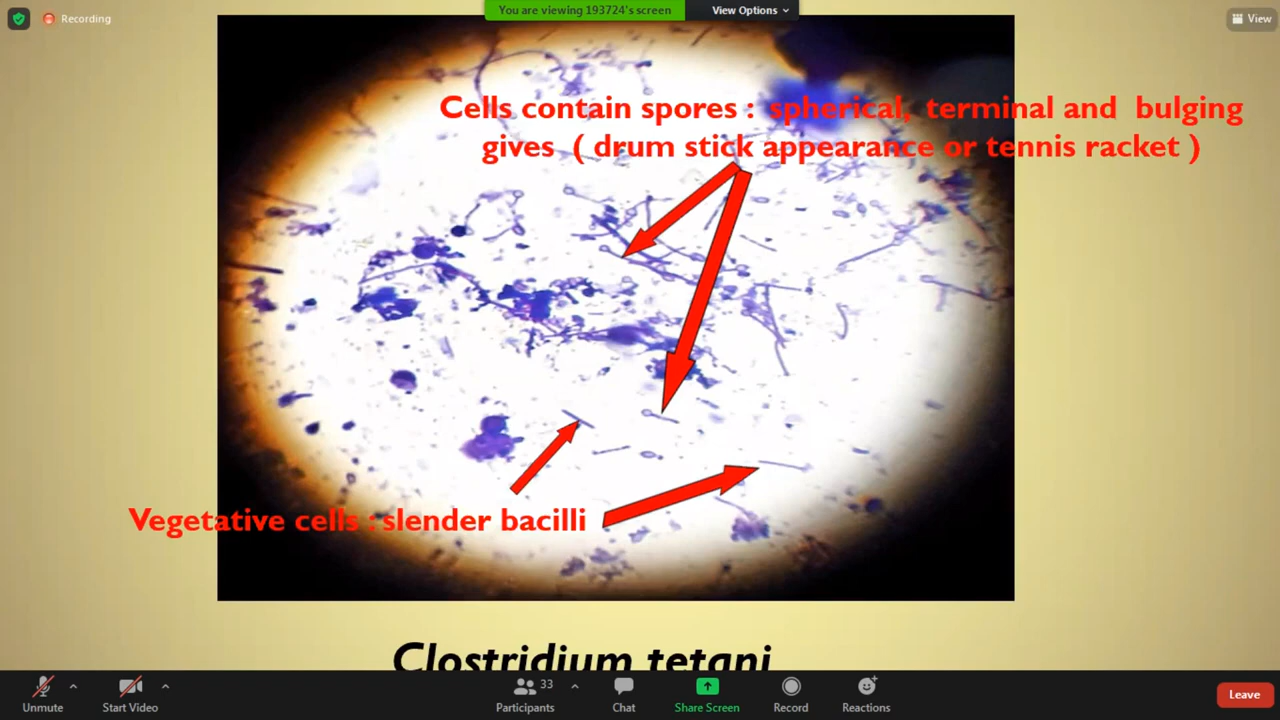 Recording
You are viewing 193724's screen
View Options
View
Cells contain spores : spherical, terminal and bulging
gives ( drum stick appearance or tennis racket )
Vegetative cells : slender bacilli
Clostridium tetani
Unmute
Start Video
Participants
33
Chat
Share Screen
Record
Reactions
Leave